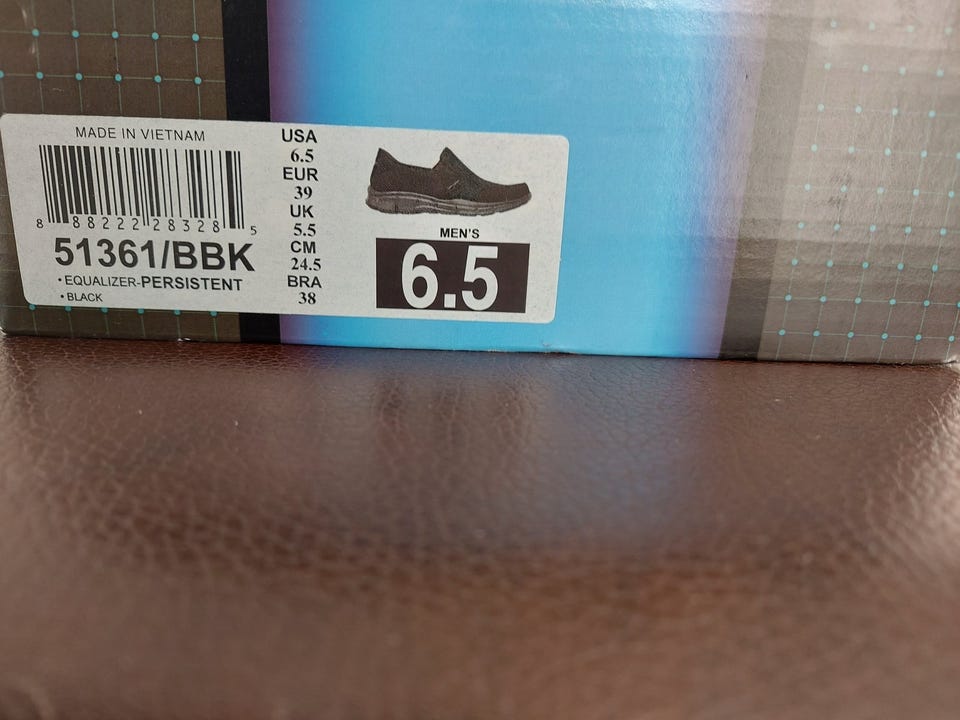 MADE IN VIETNAM
8 88222 28328 5
51361/BBK
•EQUALIZER-PERSISTENT
•BLACK
USA
6.5
EUR
39
UK
5.5
CM
24.5
BRA
38
MEN'S
6.5